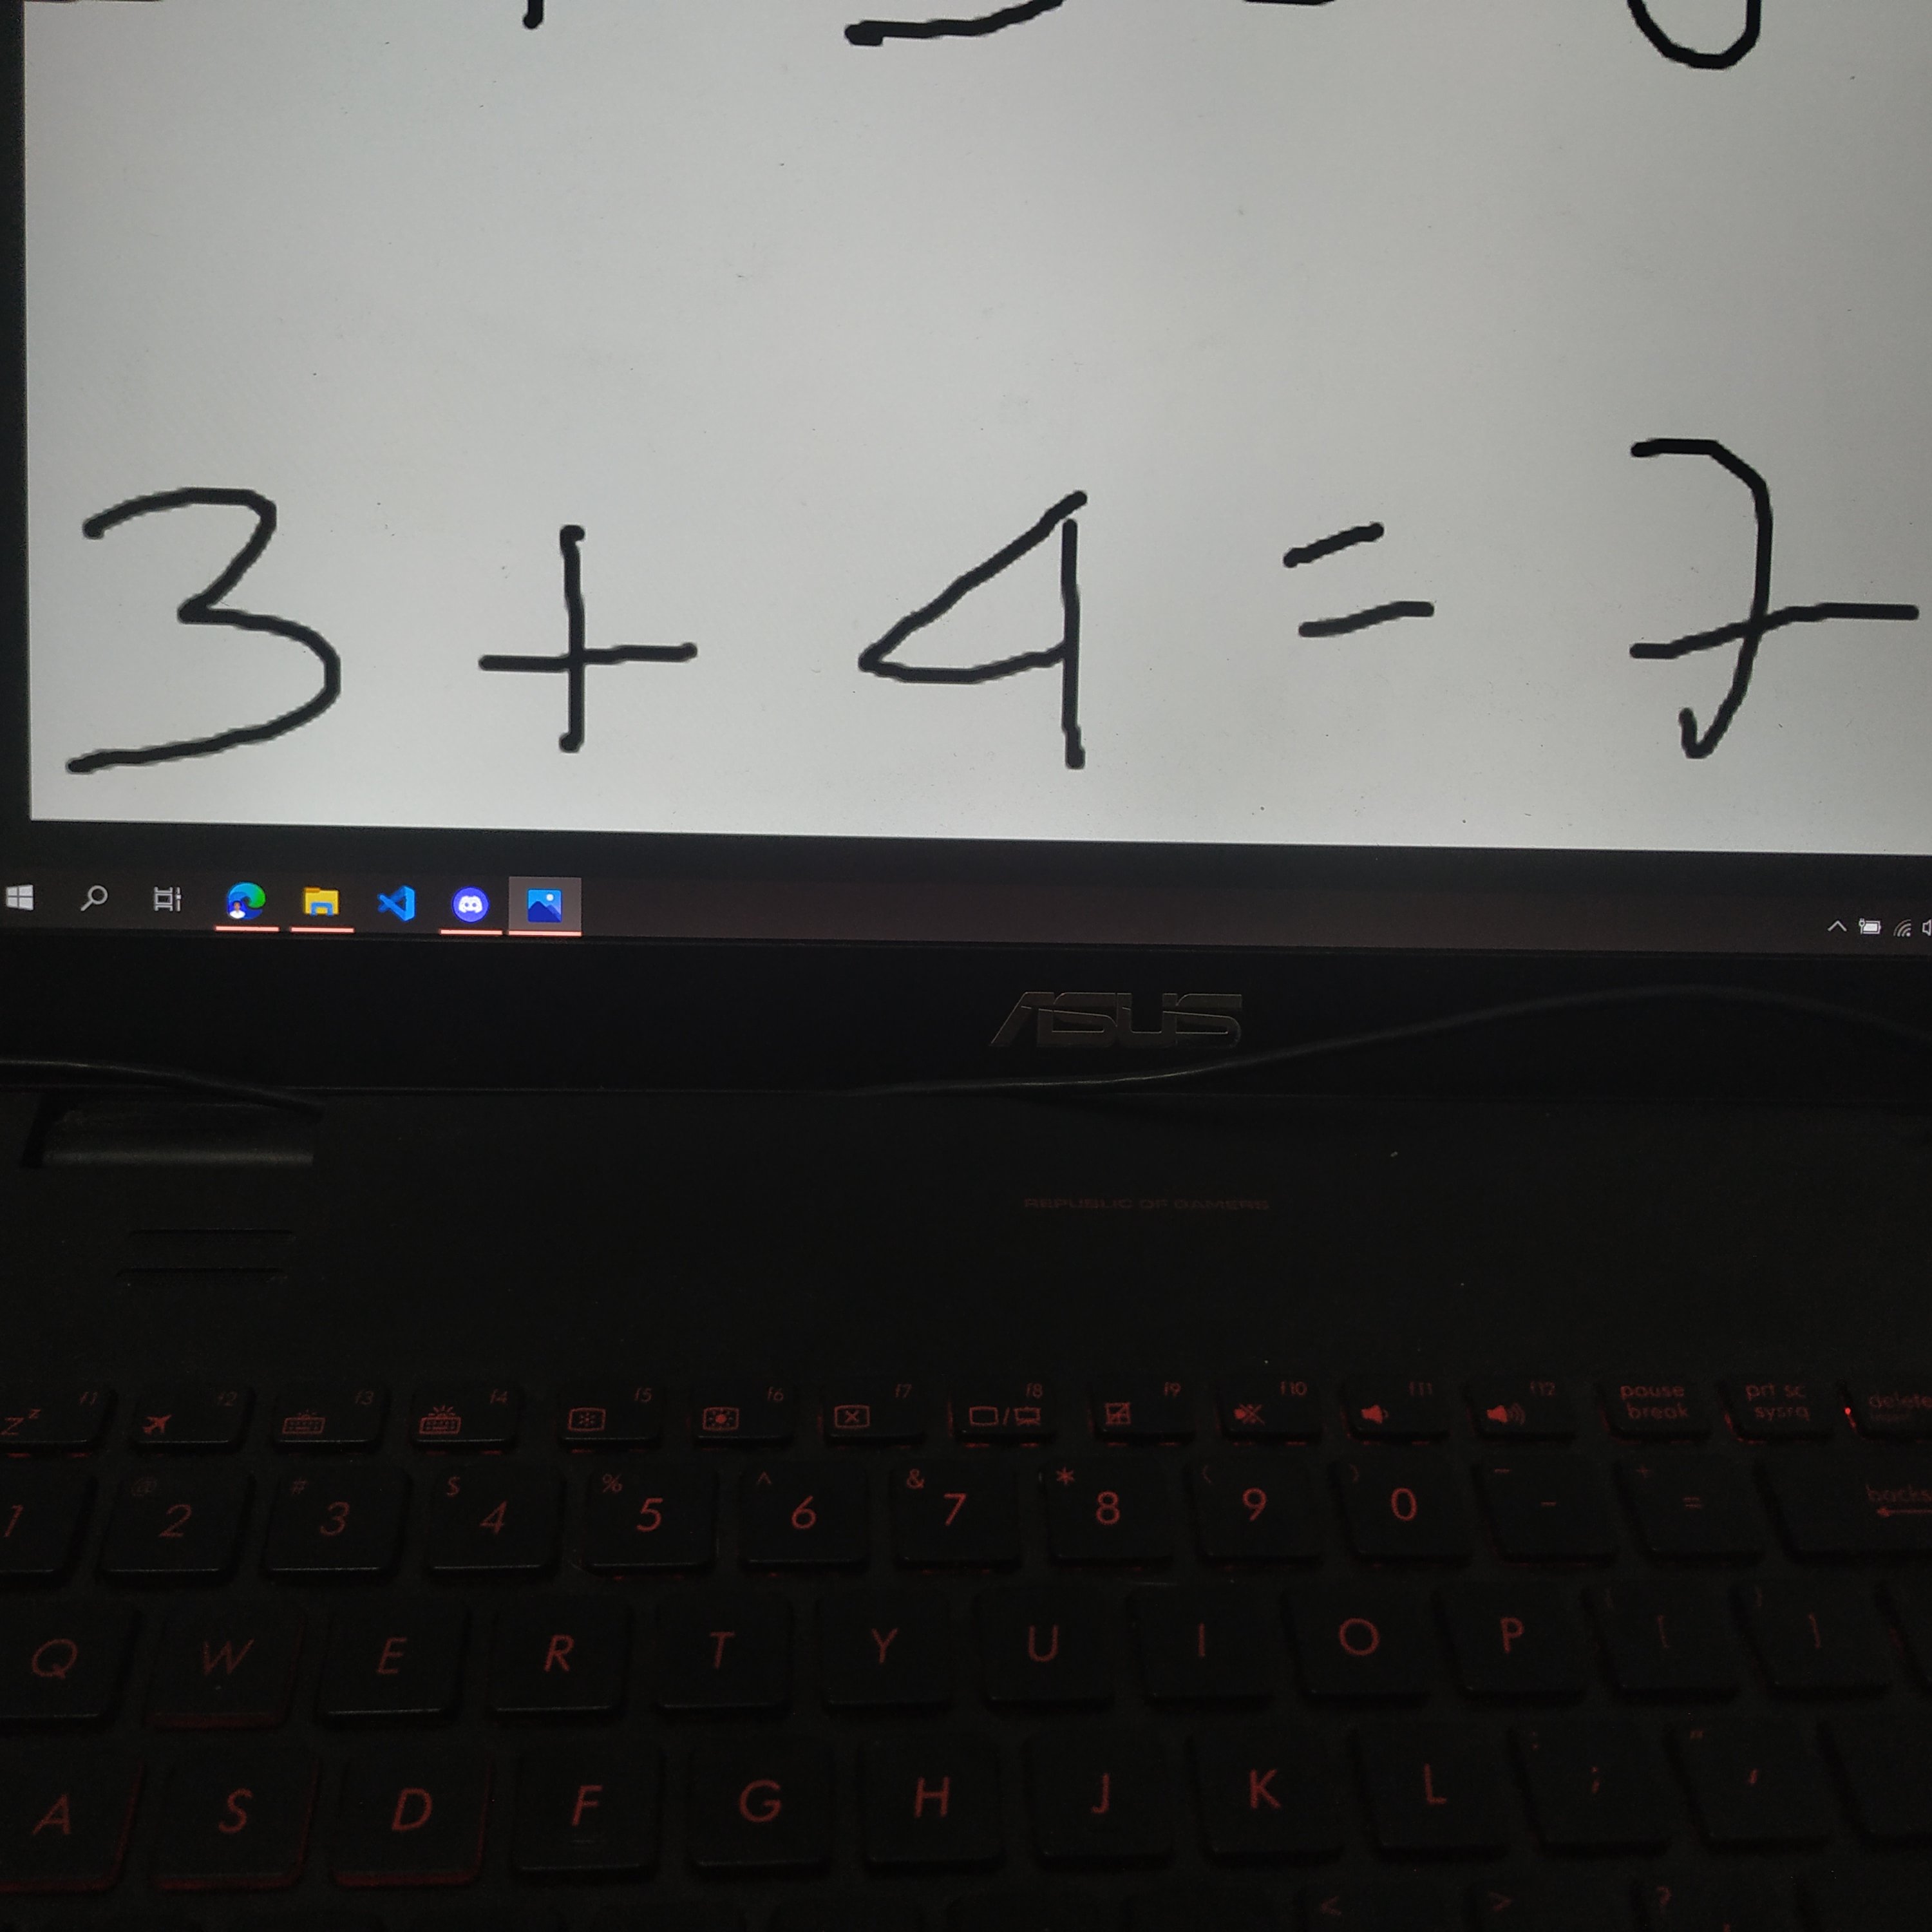 3 + 4 = 7
ASUS
REPUBLIC OF GAMERS
f1 f2 f3 f4 f5 f6 f7 f8 f9 f10 f11 f12 pause break prt sc sysrq delete
1 @ 2 # 3 $ 4 % 5 ^ 6 & 7 * 8 ( 9 ) 0 _ - + = backs
Q W E R T Y U I O P { [ } ]
A S D F G H J K L : ; " '
< > ?